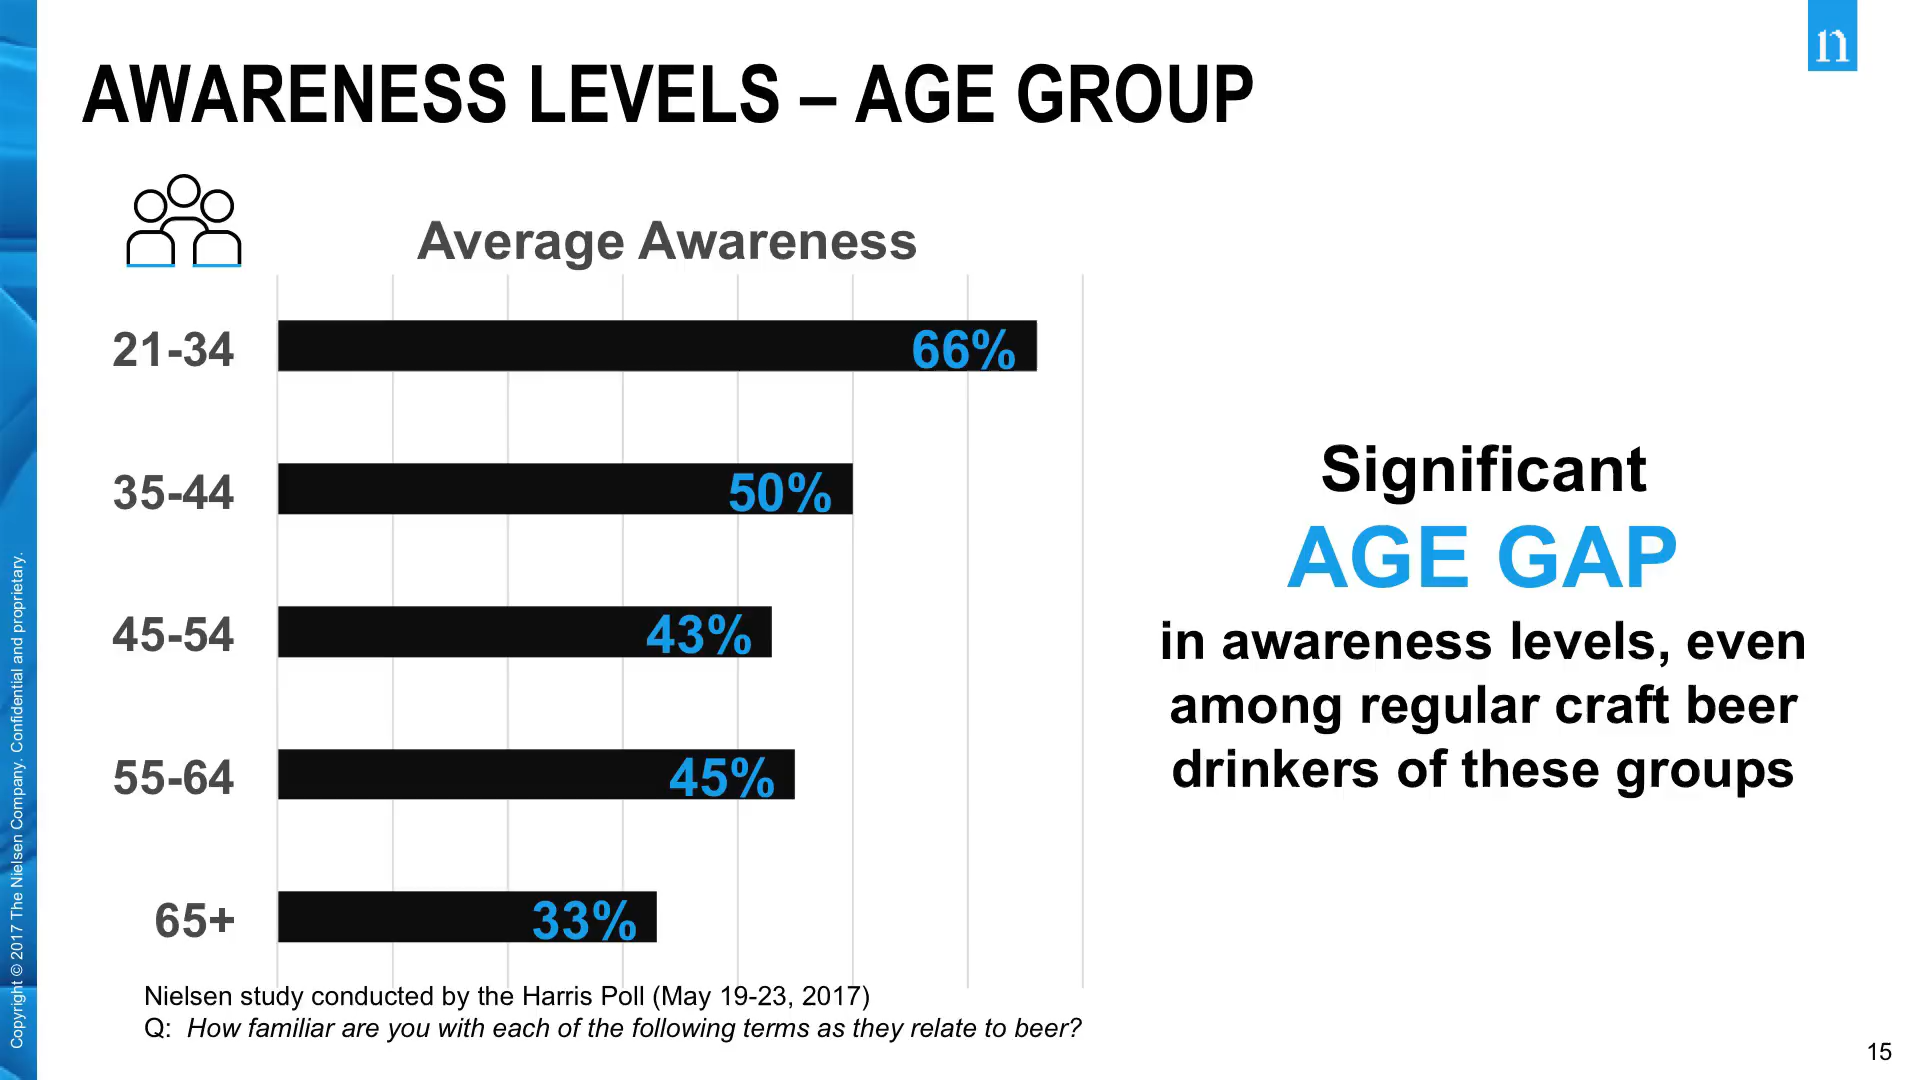 n
AWARENESS LEVELS – AGE GROUP
Average Awareness
21-34
66%
35-44
50%
45-54
43%
55-64
45%
65+
33%
Significant
AGE GAP
in awareness levels, even
among regular craft beer
drinkers of these groups
Nielsen study conducted by the Harris Poll (May 19-23, 2017)
Q: How familiar are you with each of the following terms as they relate to beer?
15
Copyright © 2017 The Nielsen Company. Confidential and proprietary.